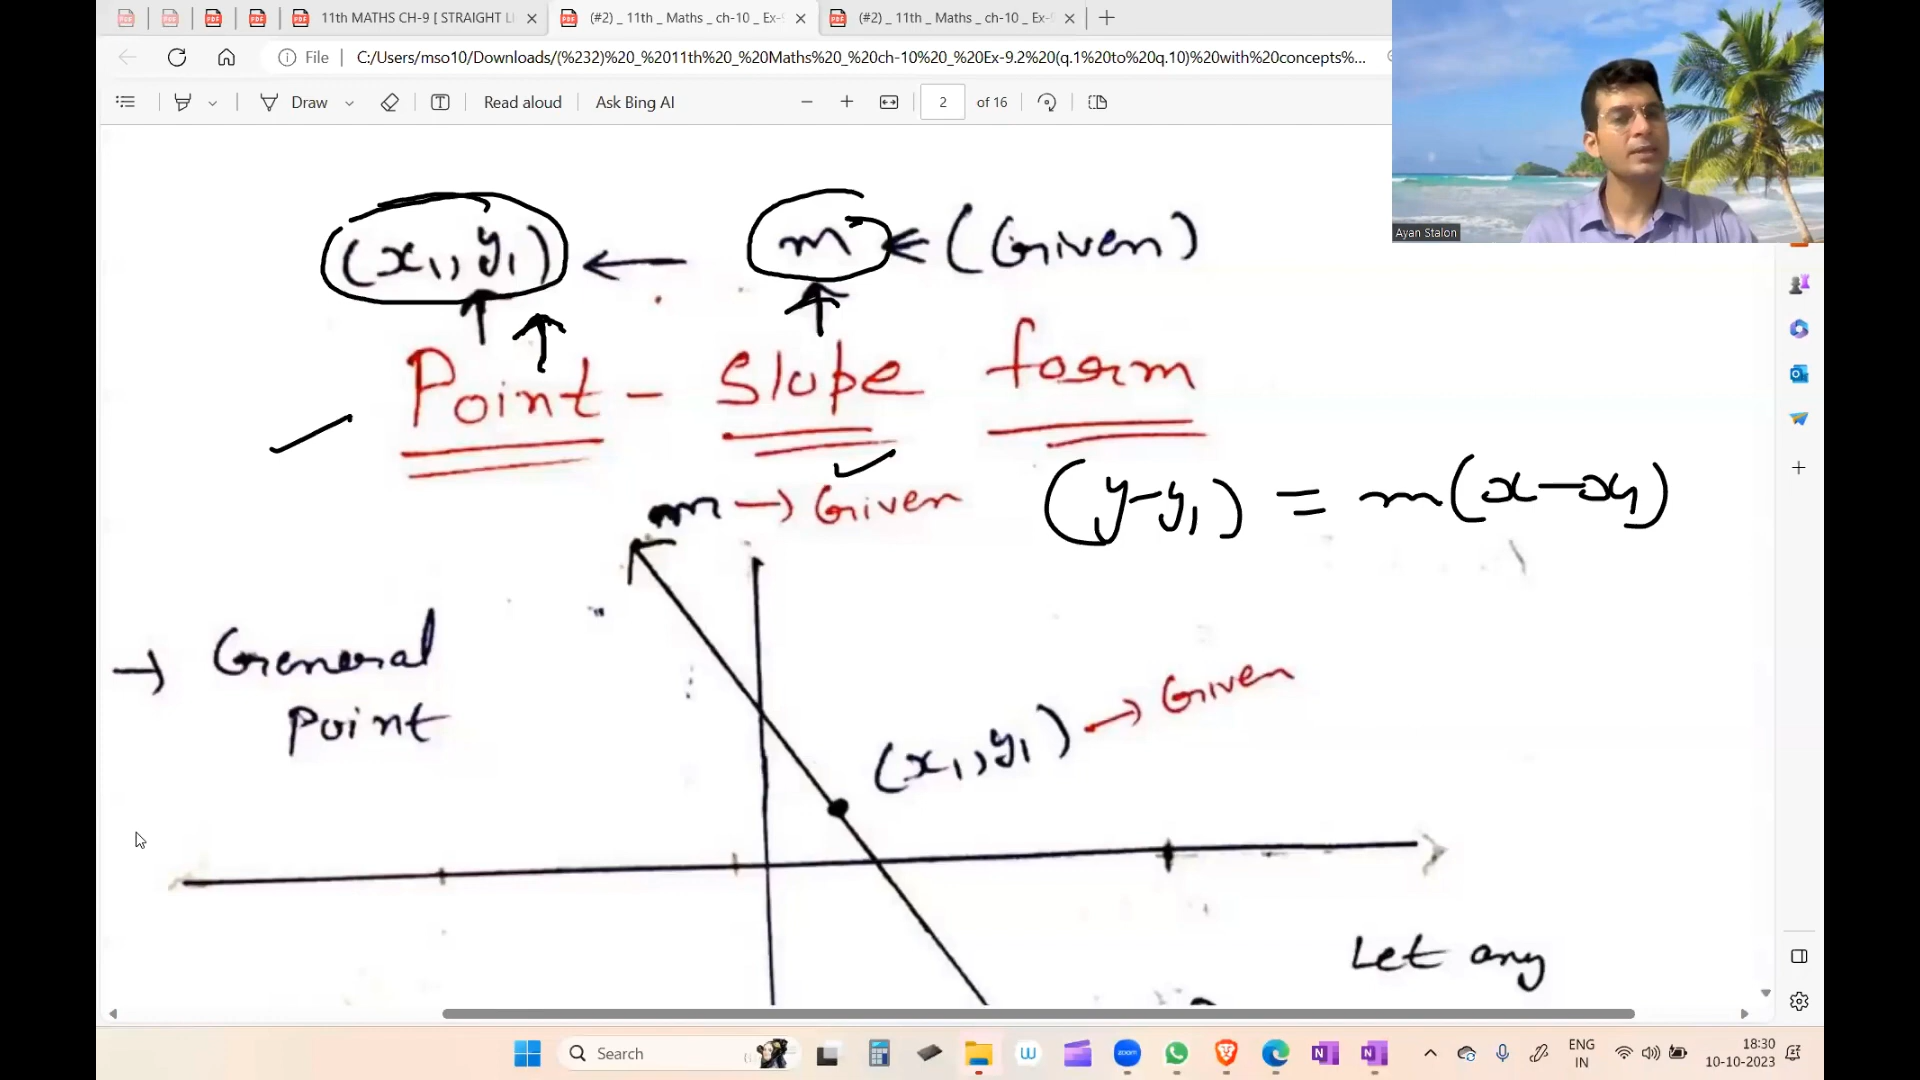 11th MATHS CH-9 [ STRAIGHT LI
(#2) _ 11th _ Maths _ ch-10 _ Ex-9
(#2) _ 11th _ Maths _ ch-10 _ Ex-9
File C:/Users/mso10/Downloads/(%232)%20_%2011th%20_%20Maths%20_%20ch-10%20_%20Ex-9.2%20(q.1%20to%20q.10)%20with%20concepts%...
Draw Read aloud Ask Bing AI 2 of 16
Ayan Stalon
(x₁, y₁) ← m ← (Given)
Point - Slope form
m → Given (y-y₁) = m(x-x₁)
→ General
Point
(x₁, y₁) → Given
Let any
Search
zoom
ENG
IN
18:30
10-10-2023